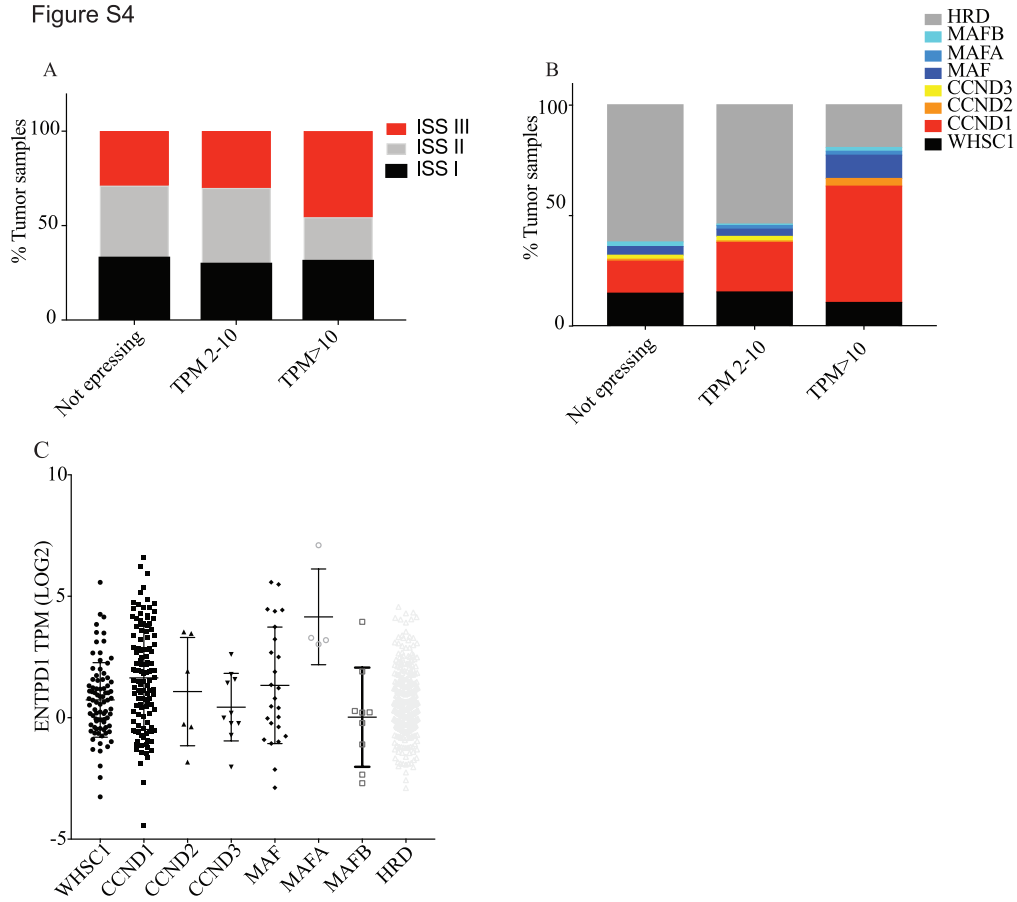 Figure S4
A
% Tumor samples
100
50
0
Not epressing
TPM 2-10
TPM>10
ISS III
ISS II
ISS I
B
% Tumor samples
100
50
0
Not epressing
TPM 2-10
TPM>10
HRD
MAFB
MAFA
MAF
CCND3
CCND2
CCND1
WHSC1
C
ENTPD1 TPM (LOG2)
10
5
0
-5
WHSC1
CCND1
CCND2
CCND3
MAF
MAFA
MAFB
HRD